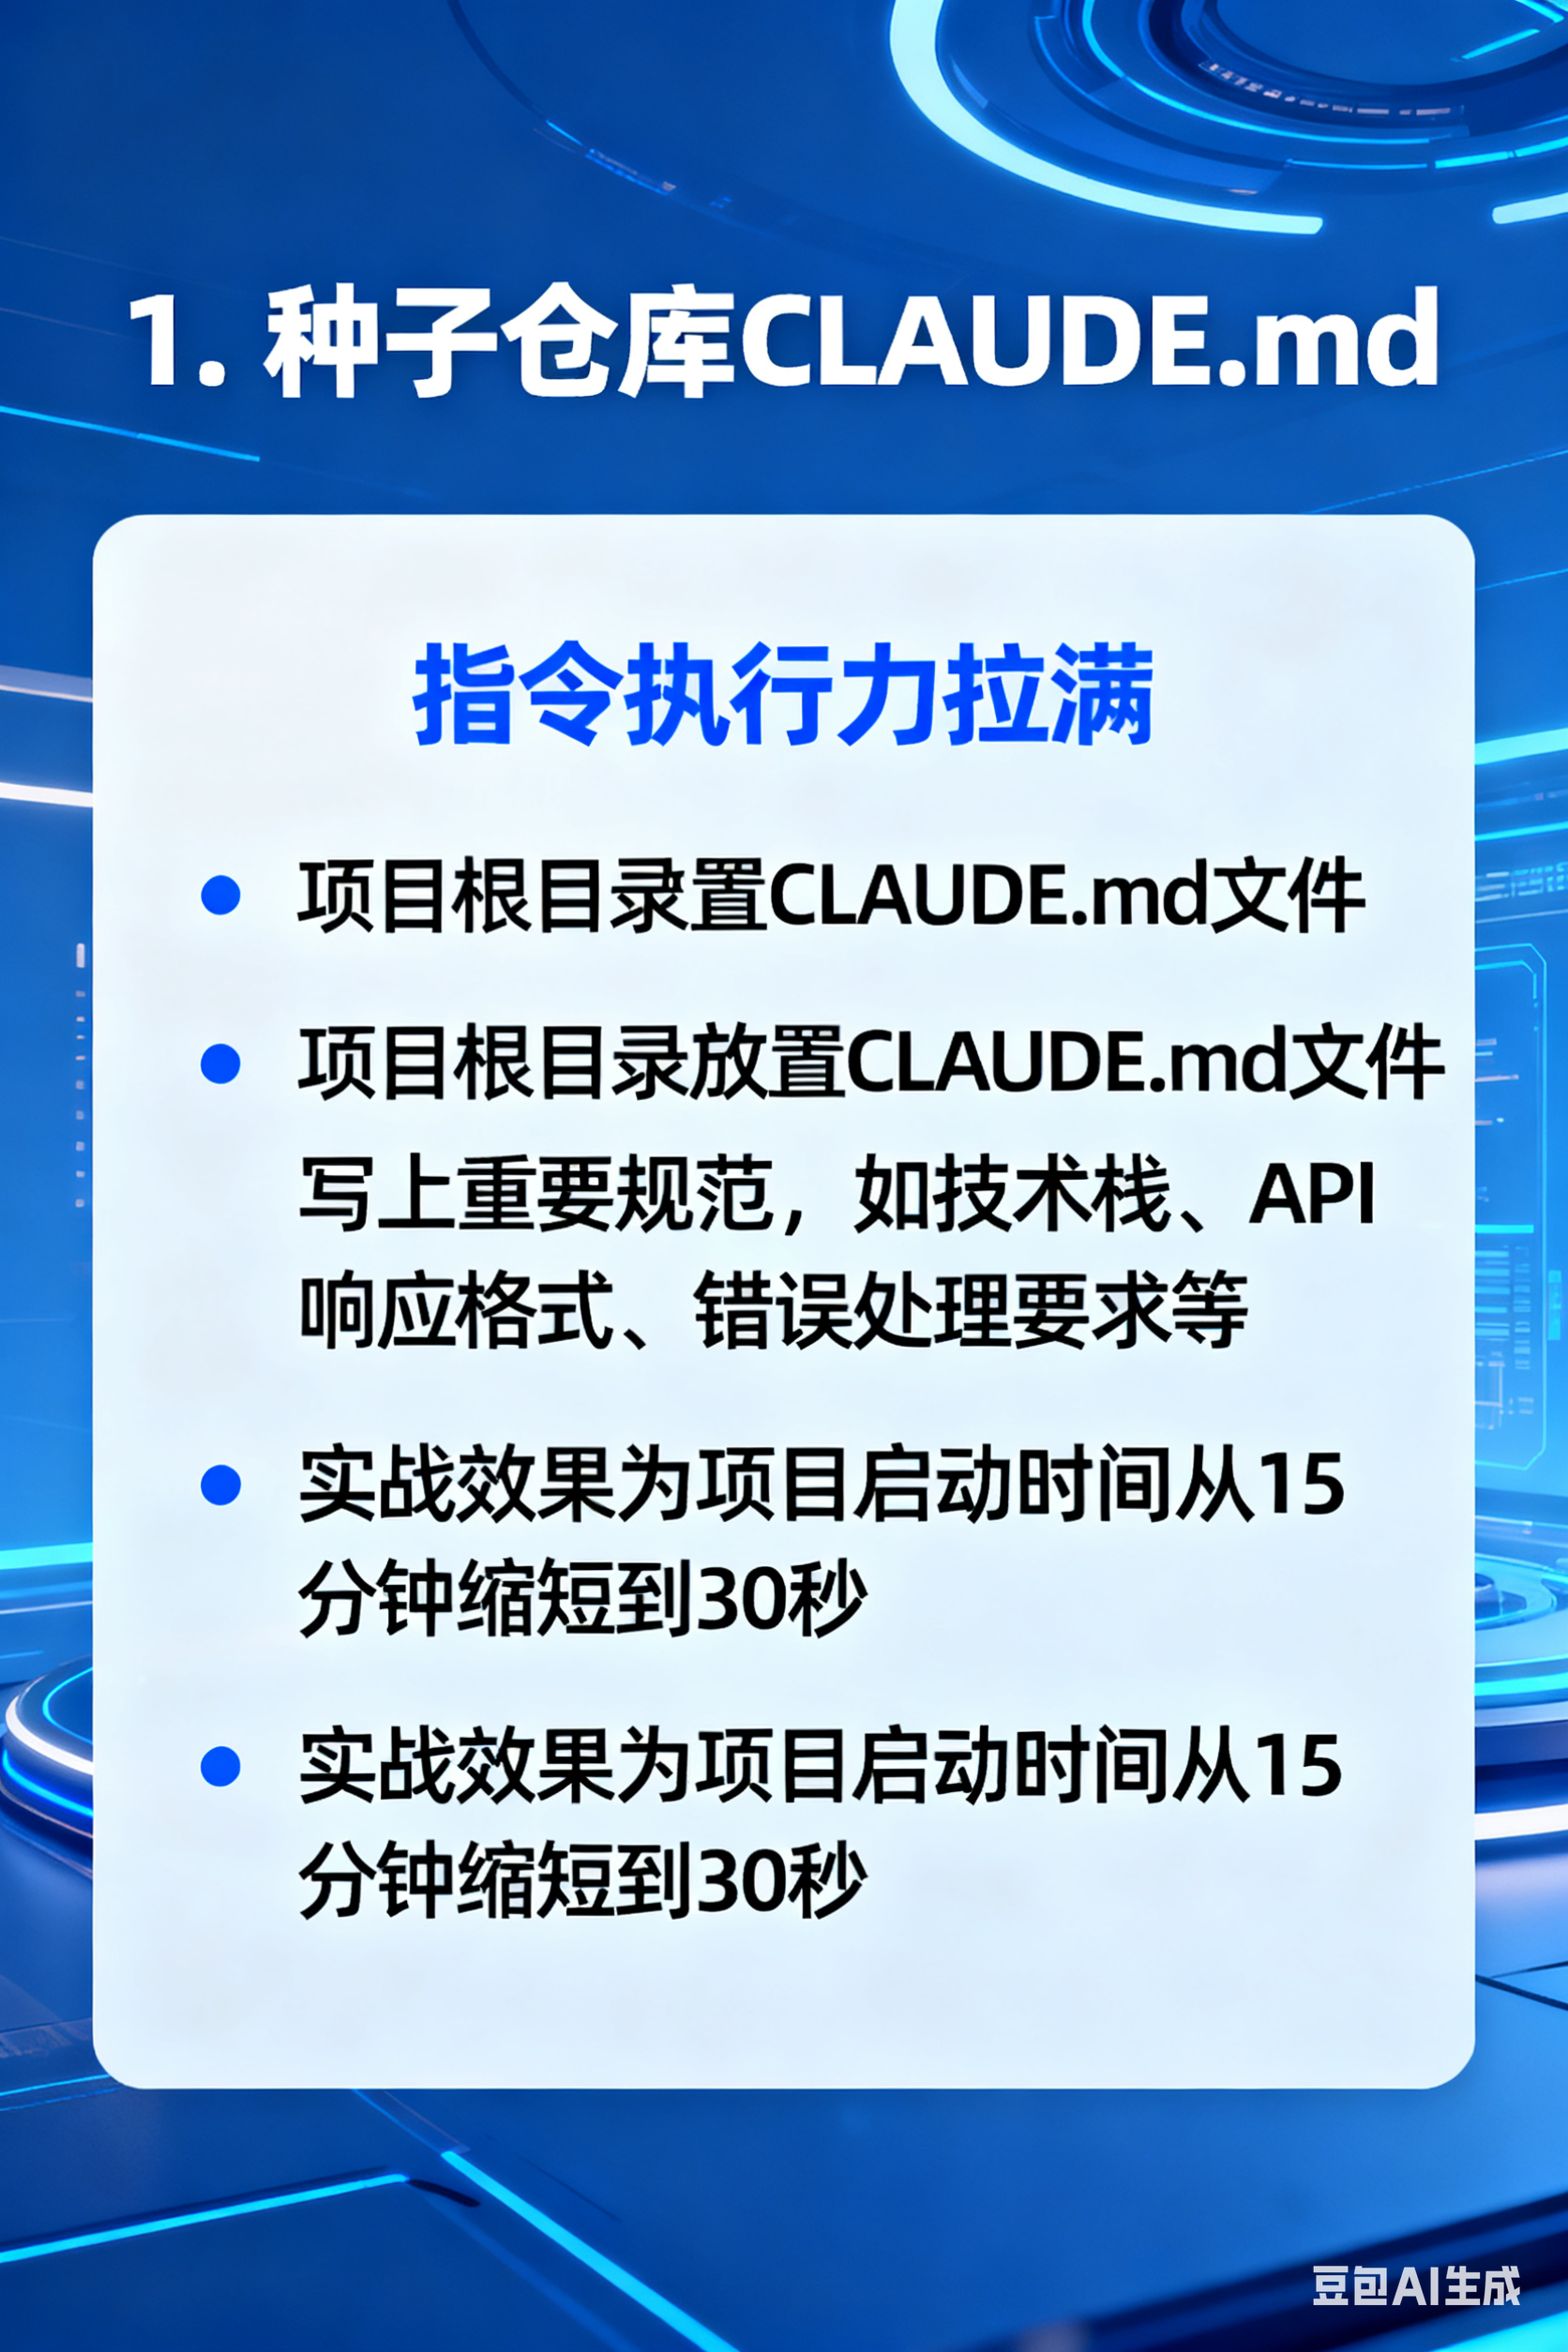 1. 种子仓库CLAUDE.md
指令执行力拉满
项目根目录置CLAUDE.md文件
项目根目录放置CLAUDE.md文件
写上重要规范，如技术栈、API
响应格式、错误处理要求等
实战效果为项目启动时间从15
分钟缩短到30秒
实战效果为项目启动时间从15
分钟缩短到30秒
豆包AI生成